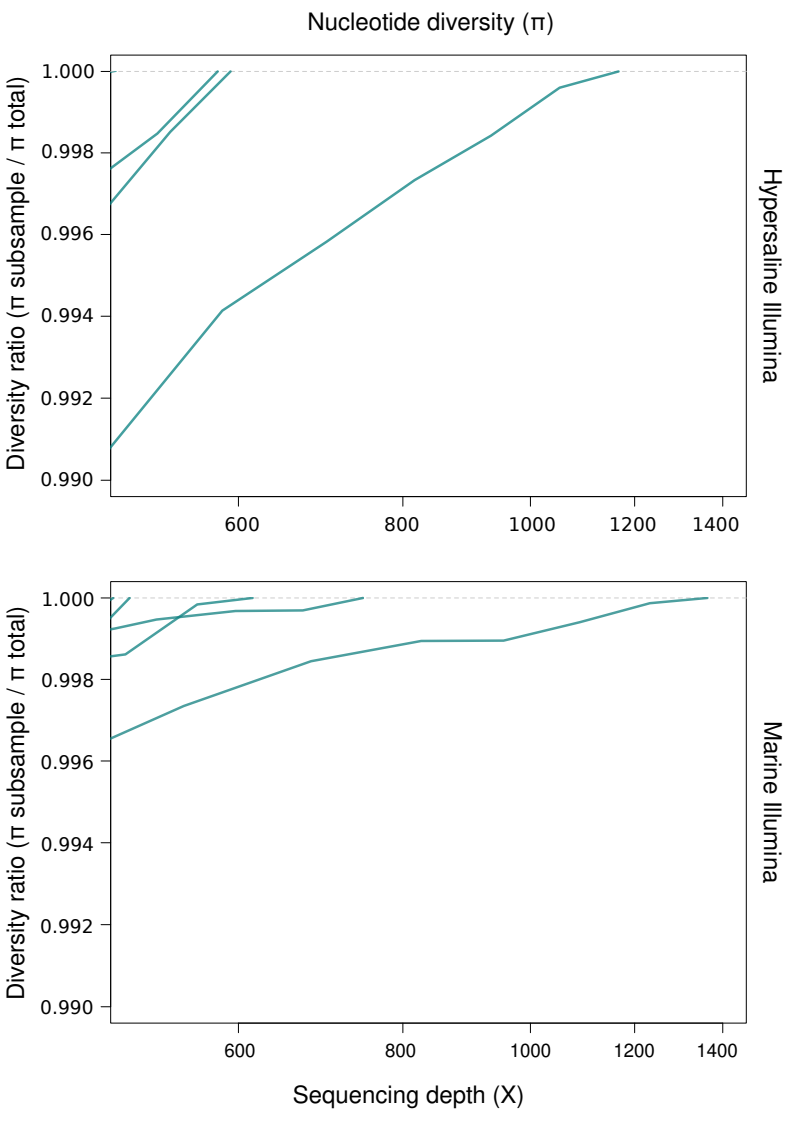 Nucleotide diversity (π)
Diversity ratio (π subsample / π total)
1.000
0.998
0.996
0.994
0.992
0.990
600 800 1000 1200 1400
Hypersaline Illumina
Diversity ratio (π subsample / π total)
1.000
0.998
0.996
0.994
0.992
0.990
600 800 1000 1200 1400
Marine Illumina
Sequencing depth (X)